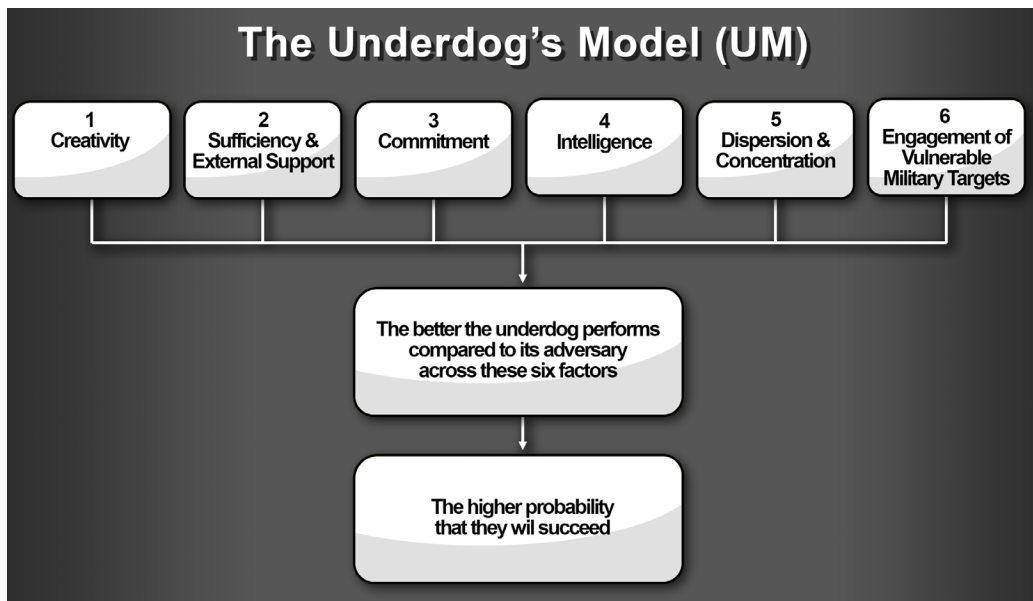 The Underdog's Model (UM)
1
Creativity
2
Sufficiency &
External Support
3
Commitment
4
Intelligence
5
Dispersion &
Concentration
6
Engagement of
Vulnerable
Military Targets
The better the underdog performs
compared to its adversary
across these six factors
The higher probability
that they wil succeed